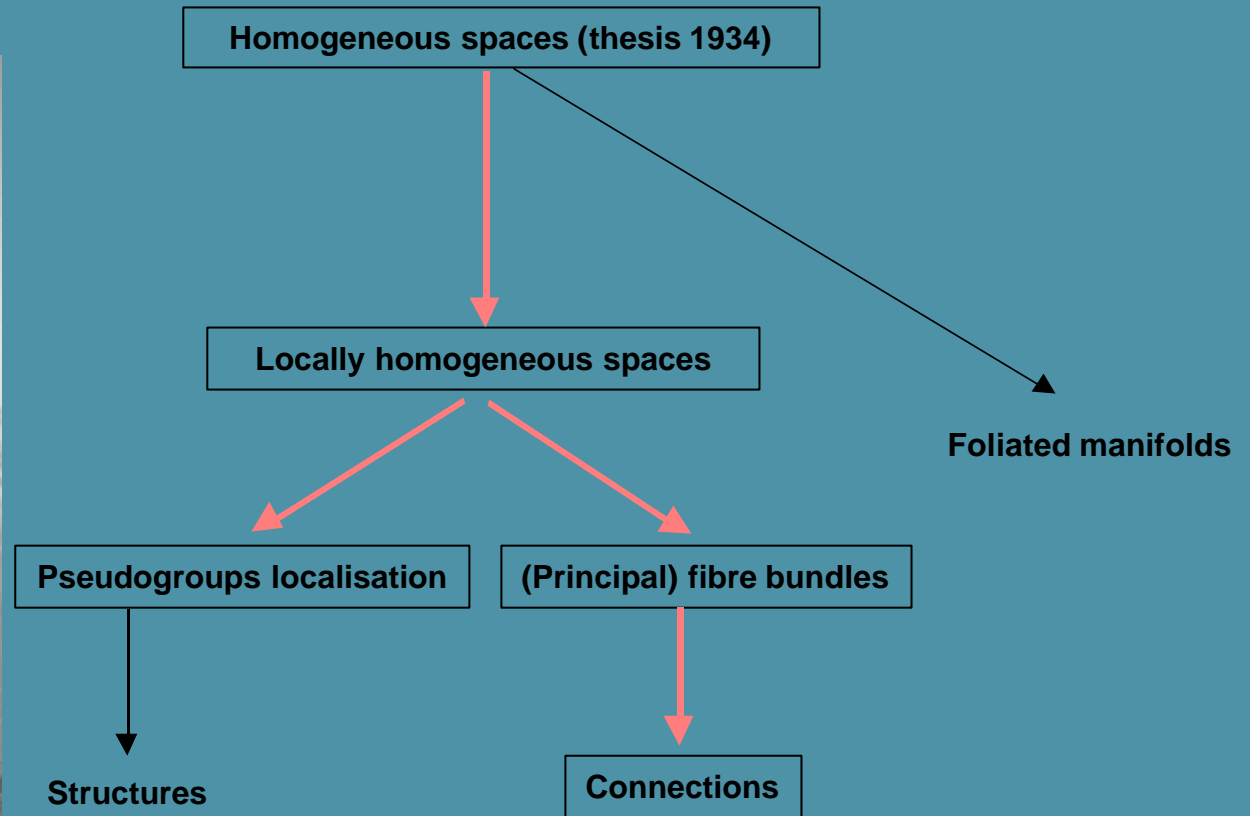 Homogeneous spaces (thesis 1934)
Locally homogeneous spaces
Foliated manifolds
Pseudogroups localisation
(Principal) fibre bundles
Structures
Connections